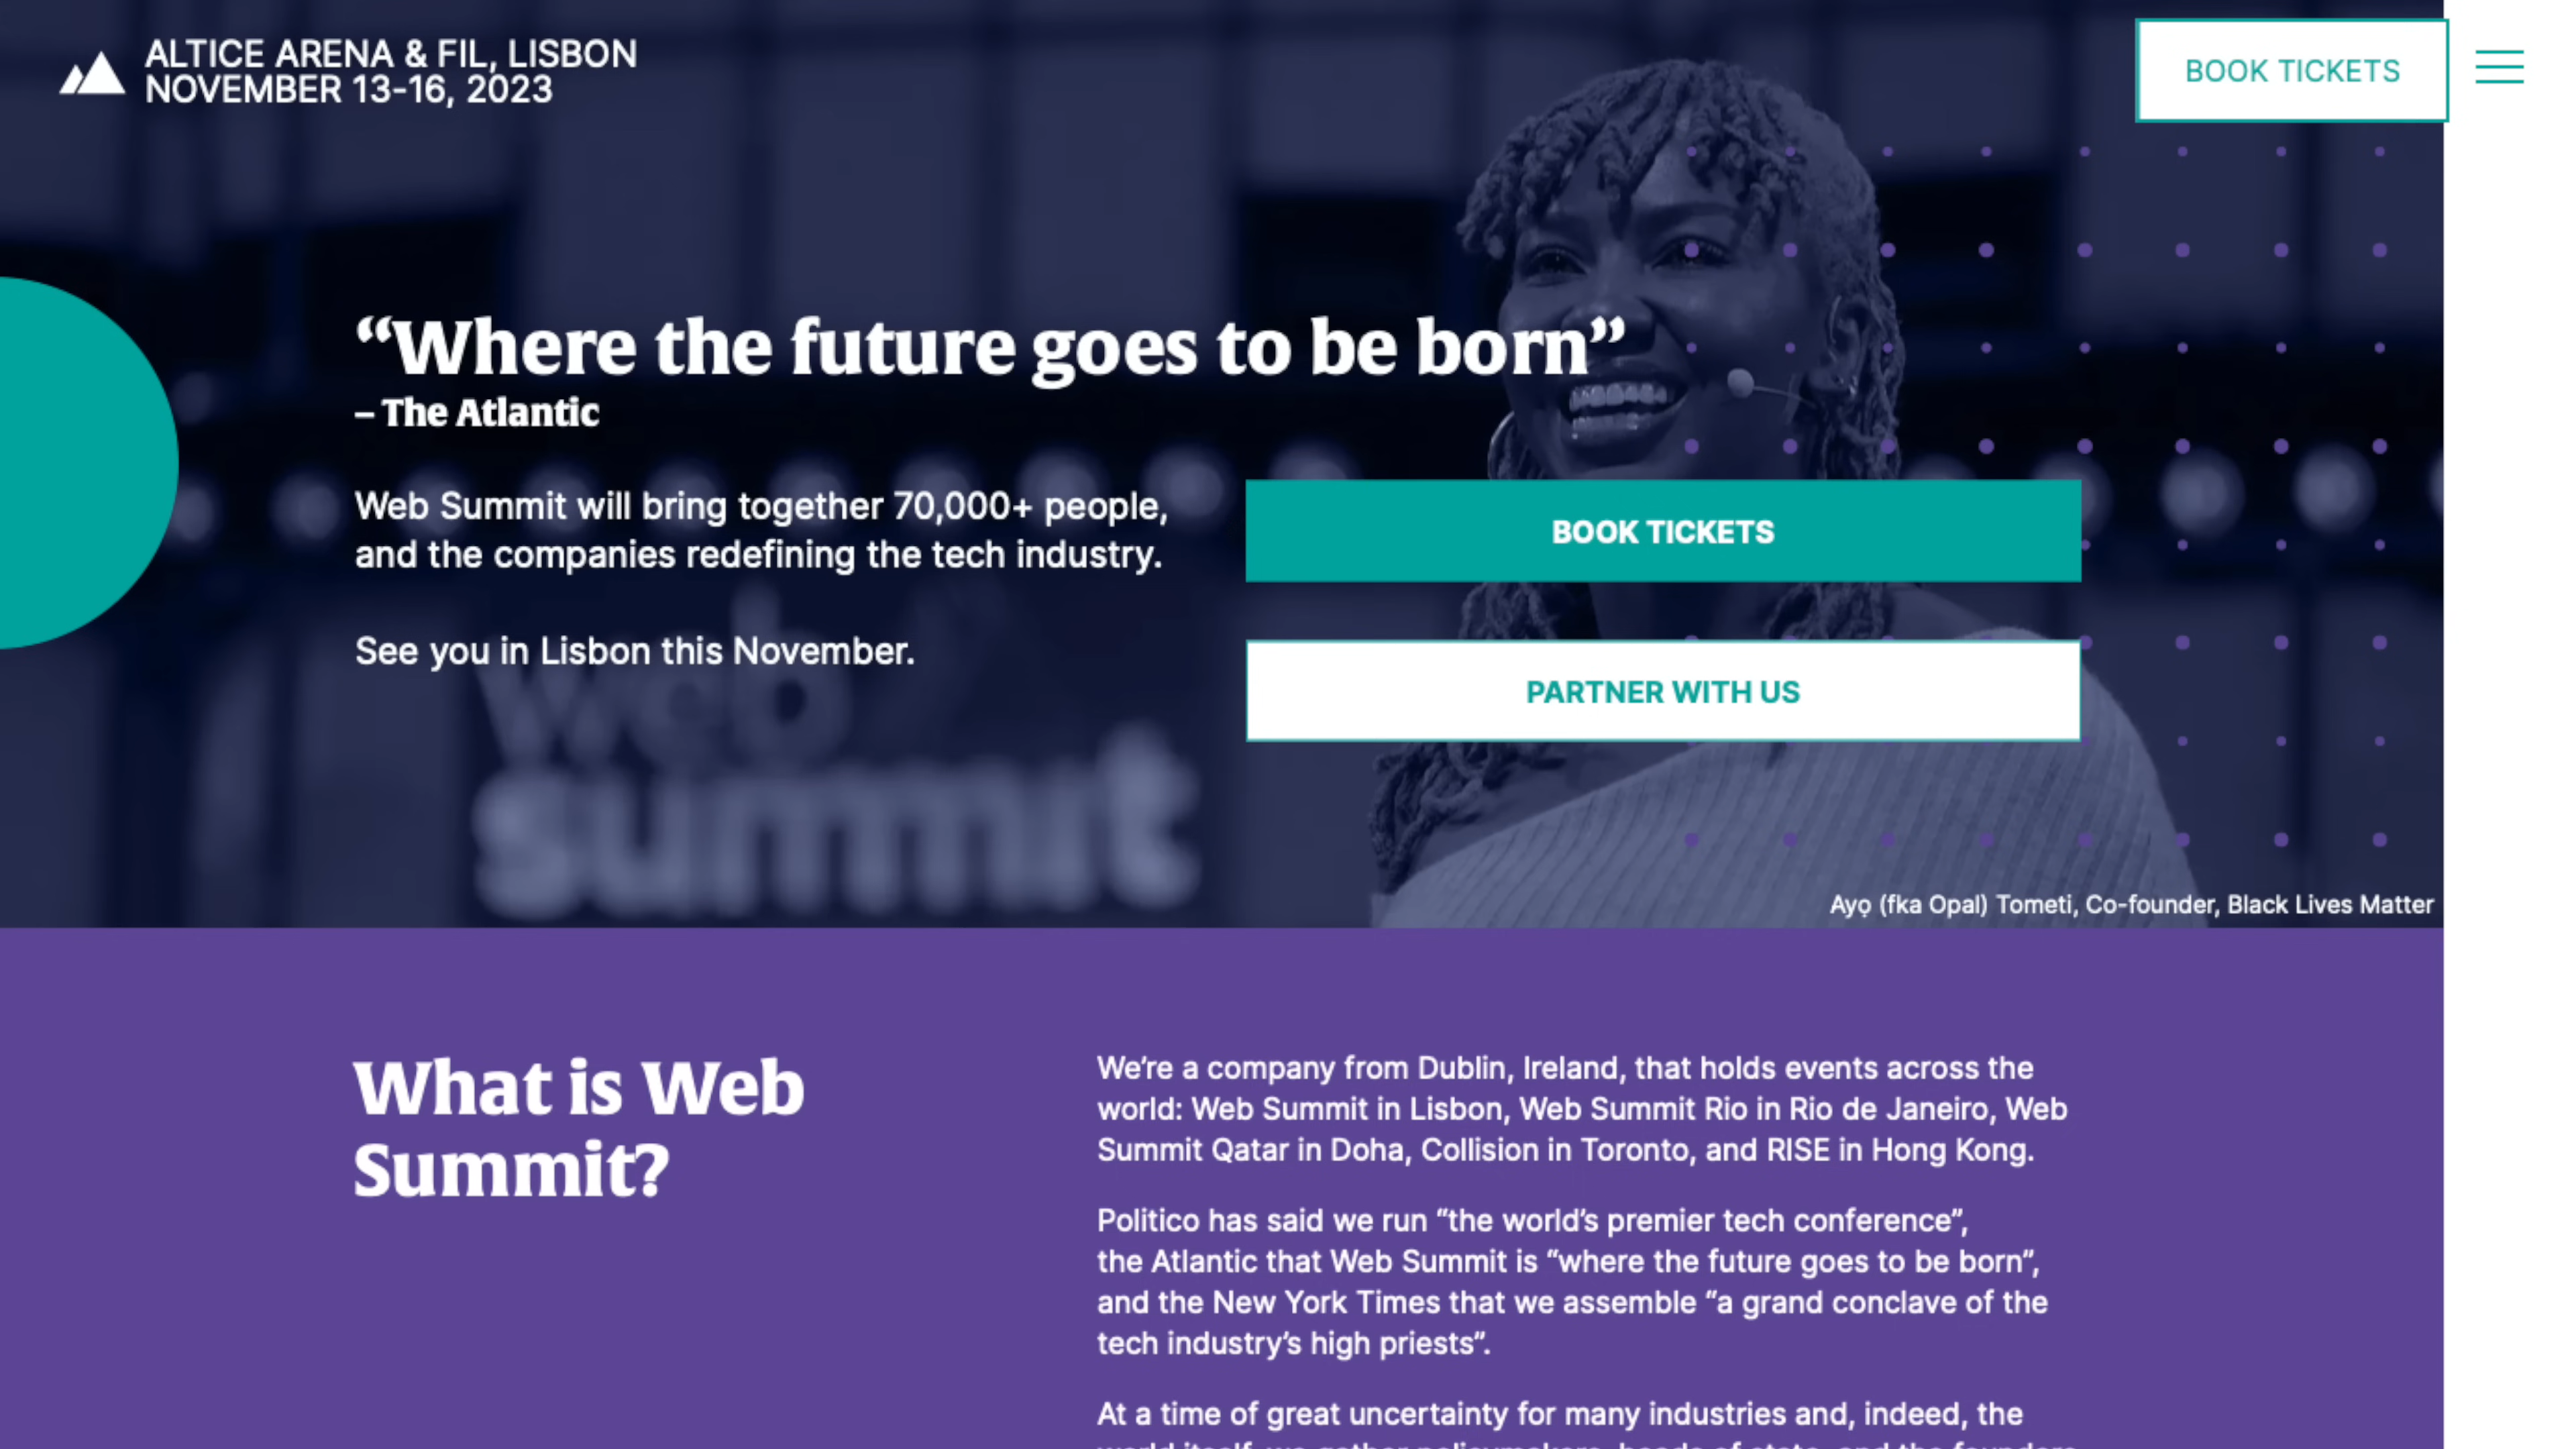 ALTICE ARENA & FIL, LISBON
NOVEMBER 13-16, 2023
BOOK TICKETS
“Where the future goes to be born”
– The Atlantic
Web Summit will bring together 70,000+ people,
and the companies redefining the tech industry.
See you in Lisbon this November.
BOOK TICKETS
PARTNER WITH US
web
summit
Ayọ (fka Opal) Tometi, Co-founder, Black Lives Matter
What is Web
Summit?
We’re a company from Dublin, Ireland, that holds events across the
world: Web Summit in Lisbon, Web Summit Rio in Rio de Janeiro, Web
Summit Qatar in Doha, Collision in Toronto, and RISE in Hong Kong.
Politico has said we run “the world’s premier tech conference”,
the Atlantic that Web Summit is “where the future goes to be born”,
and the New York Times that we assemble “a grand conclave of the
tech industry’s high priests”.
At a time of great uncertainty for many industries and, indeed, the